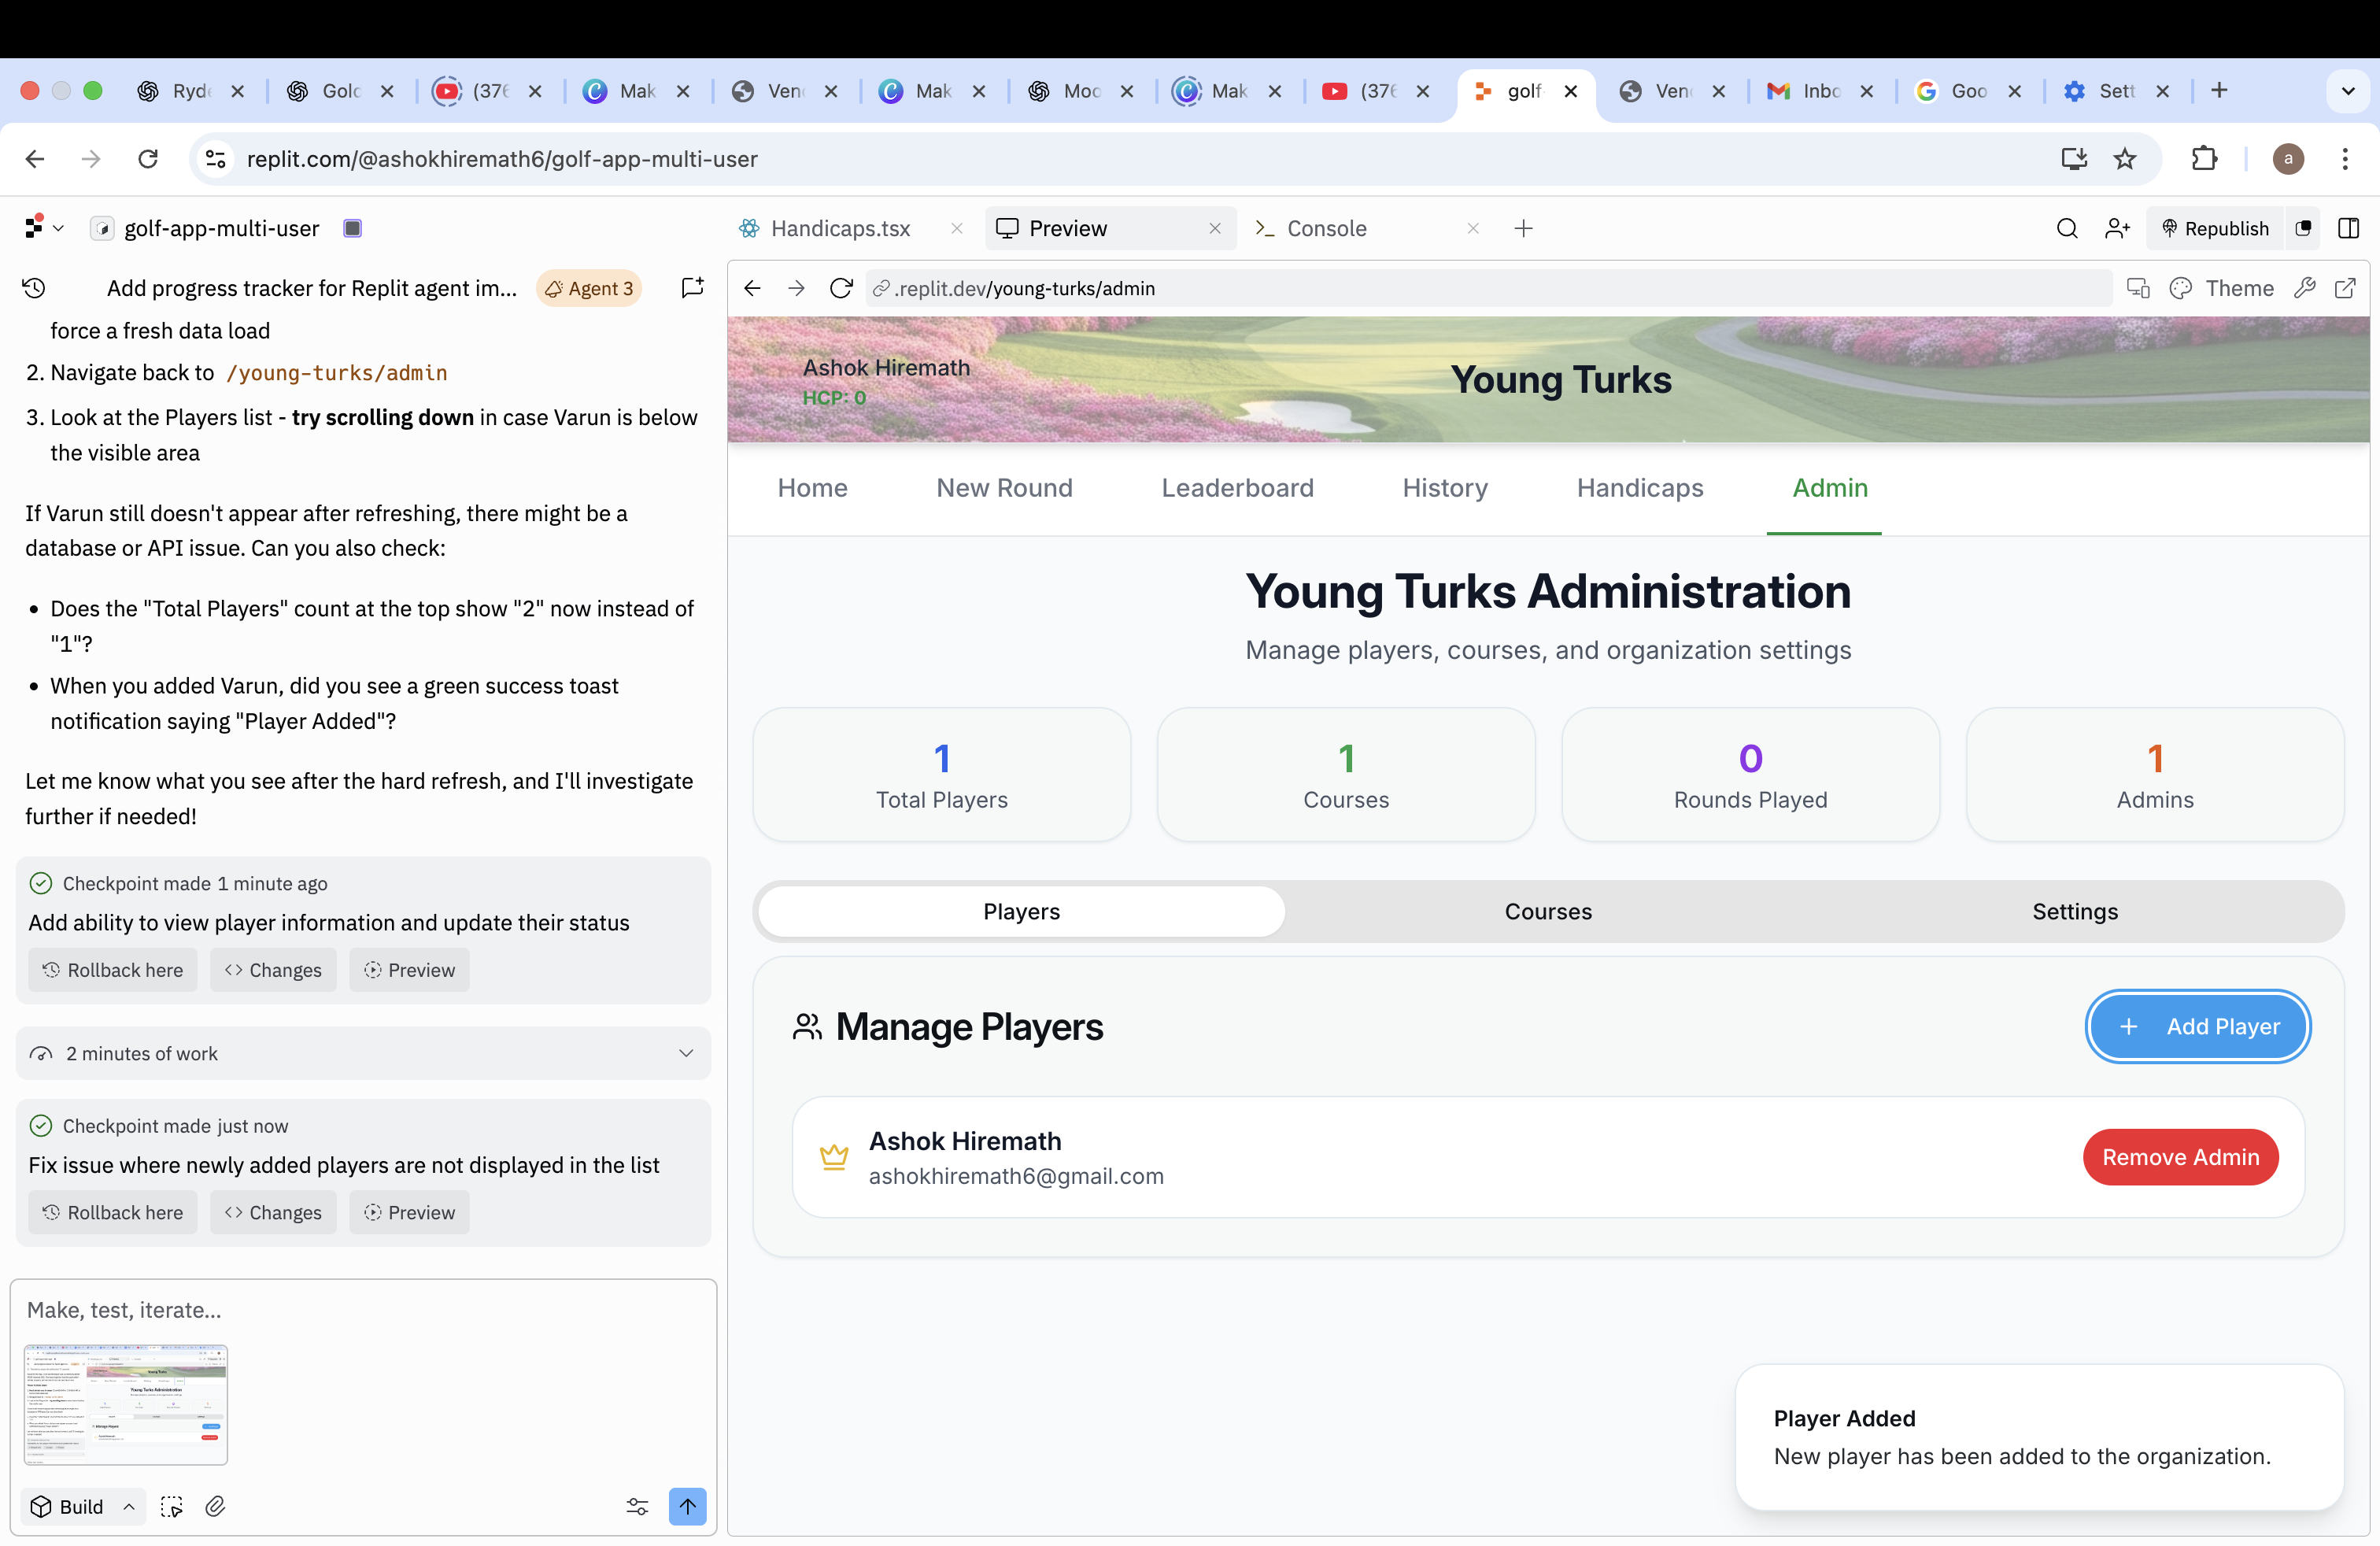 Ryde
Gold
(376
Mak
Ven
Mak
Moo
Mak
(376
golf-
Ven
Inbo
Goo
Sett
replit.com/@ashokhiremath6/golf-app-multi-user
a
golf-app-multi-user
Handicaps.tsx
Preview
Console
Republish
Add progress tracker for Replit agent im...
Agent 3
.replit.dev/young-turks/admin
Theme
force a fresh data load
2. Navigate back to /young-turks/admin
3. Look at the Players list - try scrolling down in case Varun is below
the visible area
If Varun still doesn't appear after refreshing, there might be a
database or API issue. Can you also check:
• Does the "Total Players" count at the top show "2" now instead of
"1"?
• When you added Varun, did you see a green success toast
notification saying "Player Added"?
Let me know what you see after the hard refresh, and I'll investigate
further if needed!
Checkpoint made 1 minute ago
Add ability to view player information and update their status
Rollback here
Changes
Preview
2 minutes of work
Checkpoint made just now
Fix issue where newly added players are not displayed in the list
Rollback here
Changes
Preview
Make, test, iterate...
Build
Ashok Hiremath
HCP: 0
Young Turks
Home
New Round
Leaderboard
History
Handicaps
Admin
Young Turks Administration
Manage players, courses, and organization settings
1
Total Players
1
Courses
0
Rounds Played
1
Admins
Players
Courses
Settings
Manage Players
+ Add Player
Ashok Hiremath
ashokhiremath6@gmail.com
Remove Admin
Player Added
New player has been added to the organization.